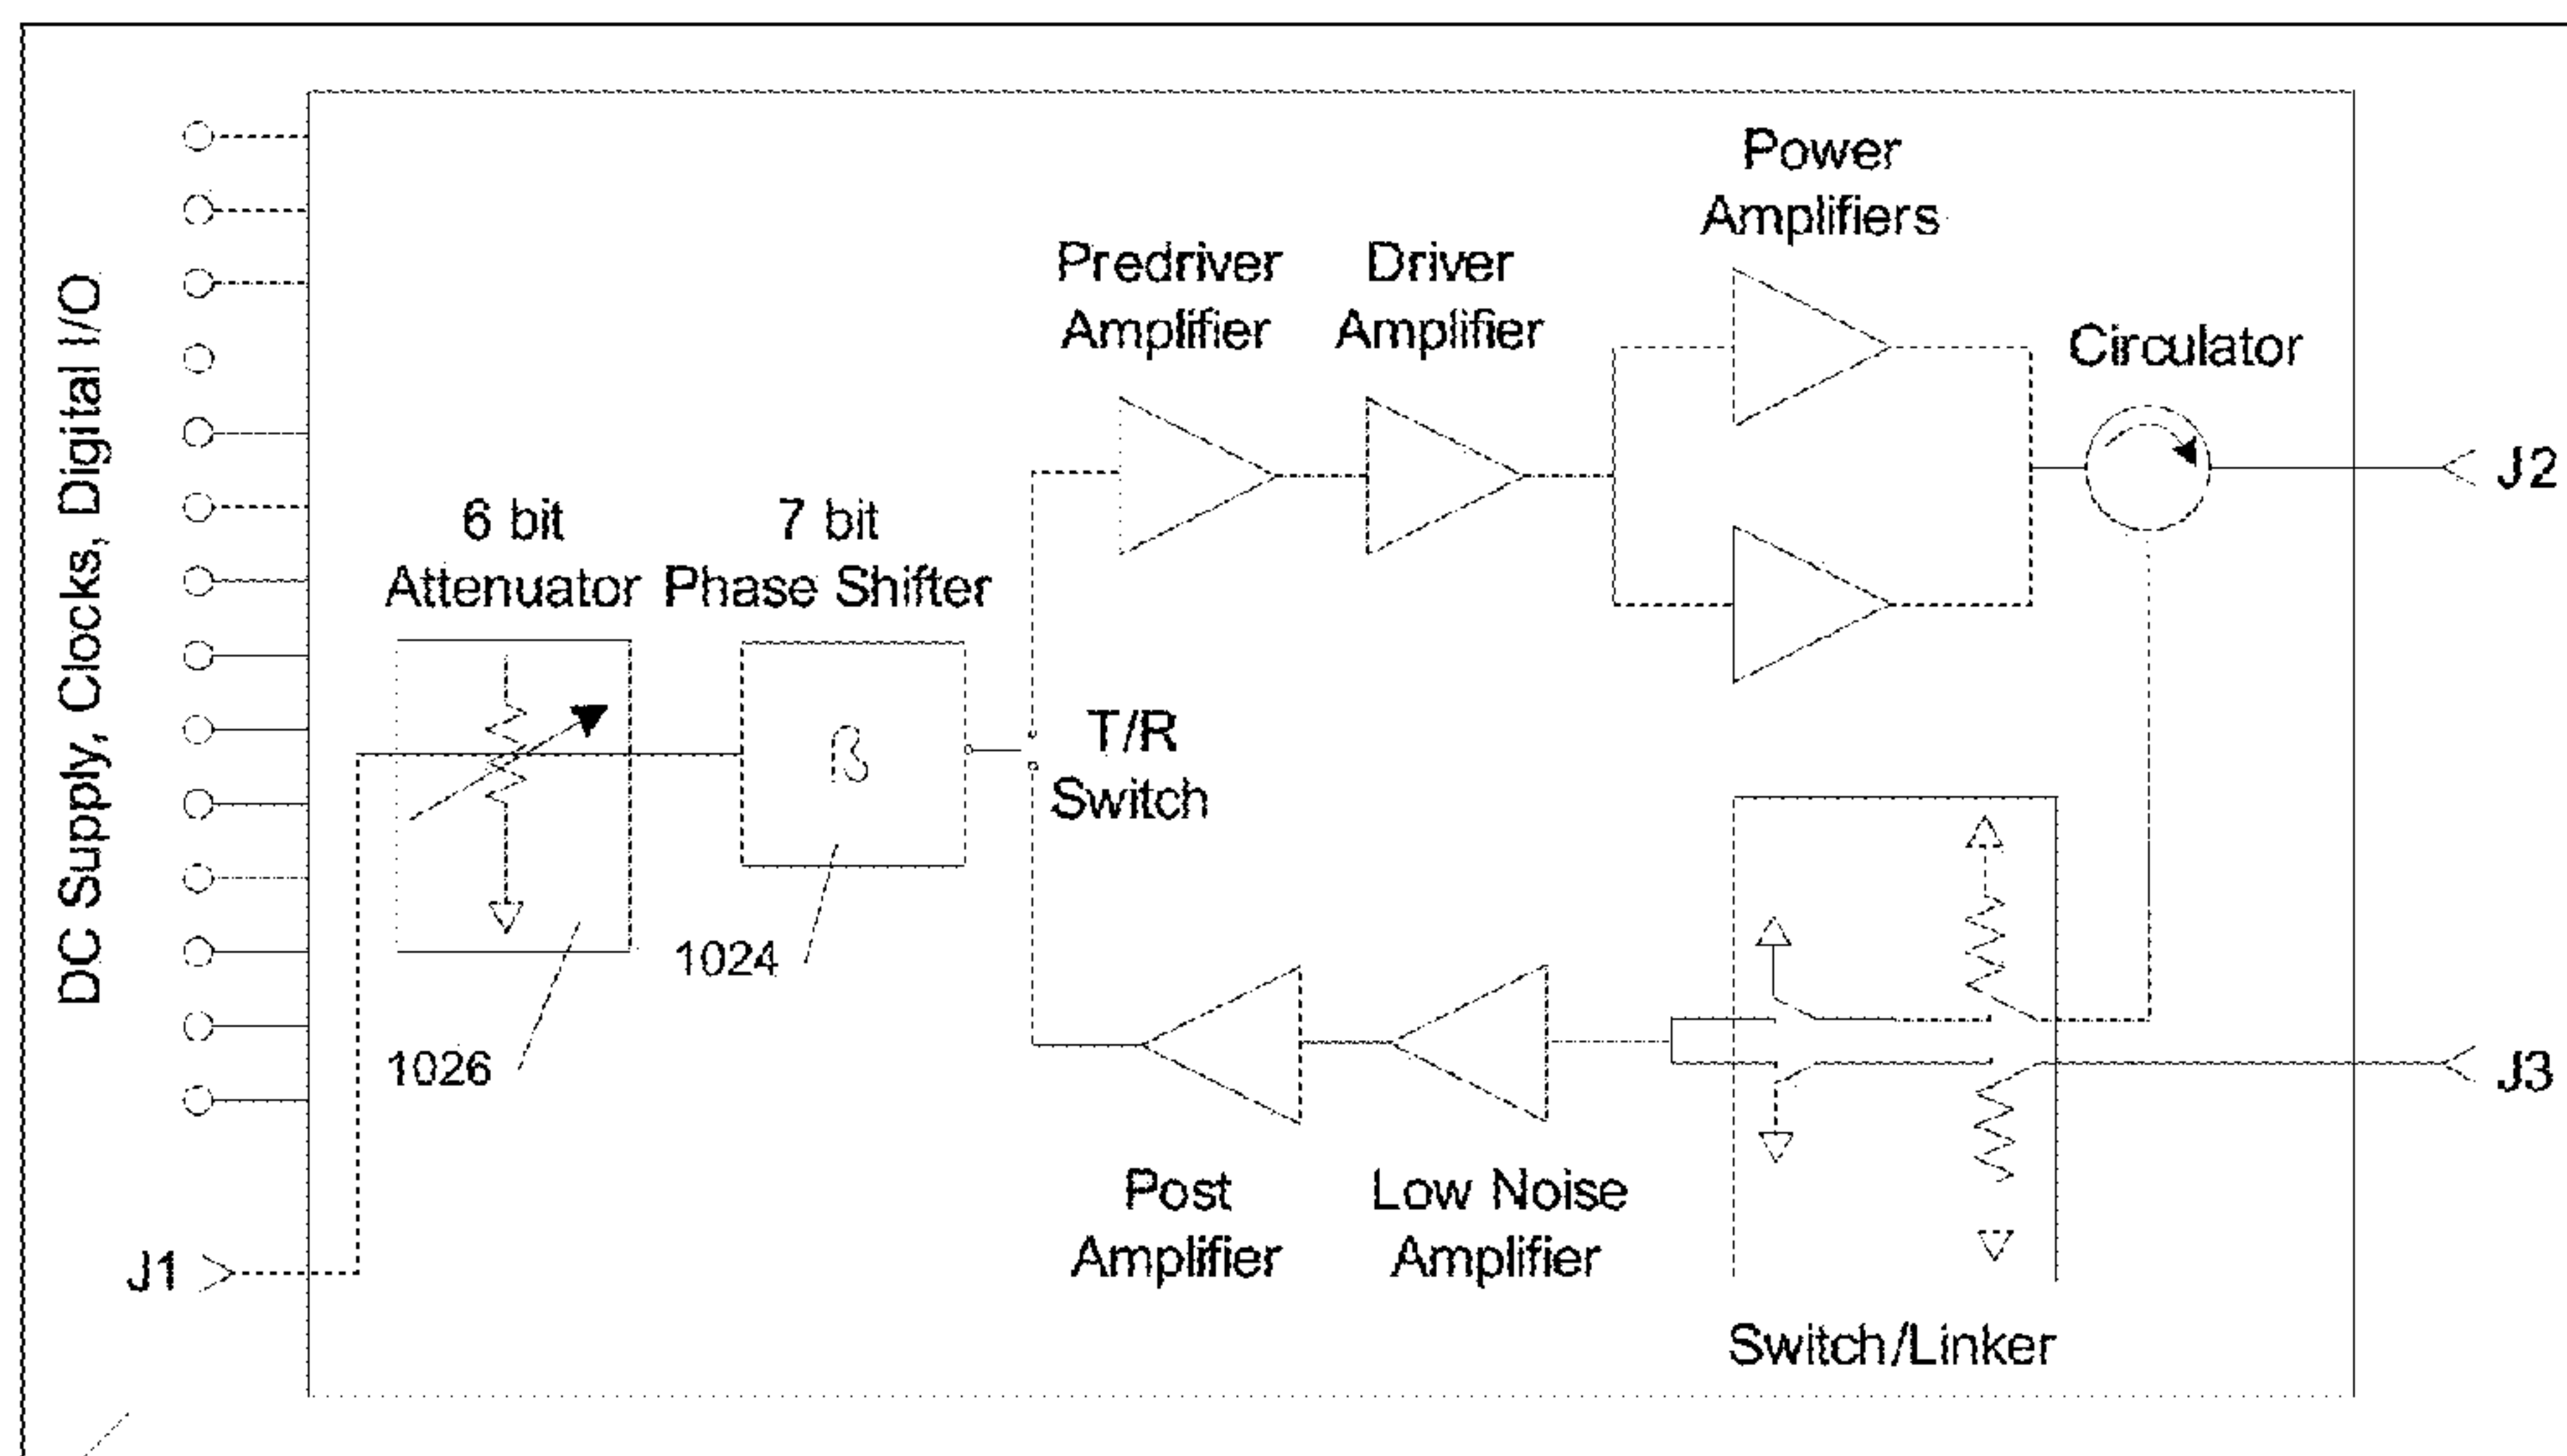 DC Supply, Clocks, Digital I/O
Power
Amplifiers
Predriver
Amplifier
Driver
Amplifier
Circulator
J2
6 bit
Attenuator
7 bit
Phase Shifter
ß
T/R
Switch
1024
1026
J3
Post
Amplifier
Low Noise
Amplifier
J1
Switch/Linker